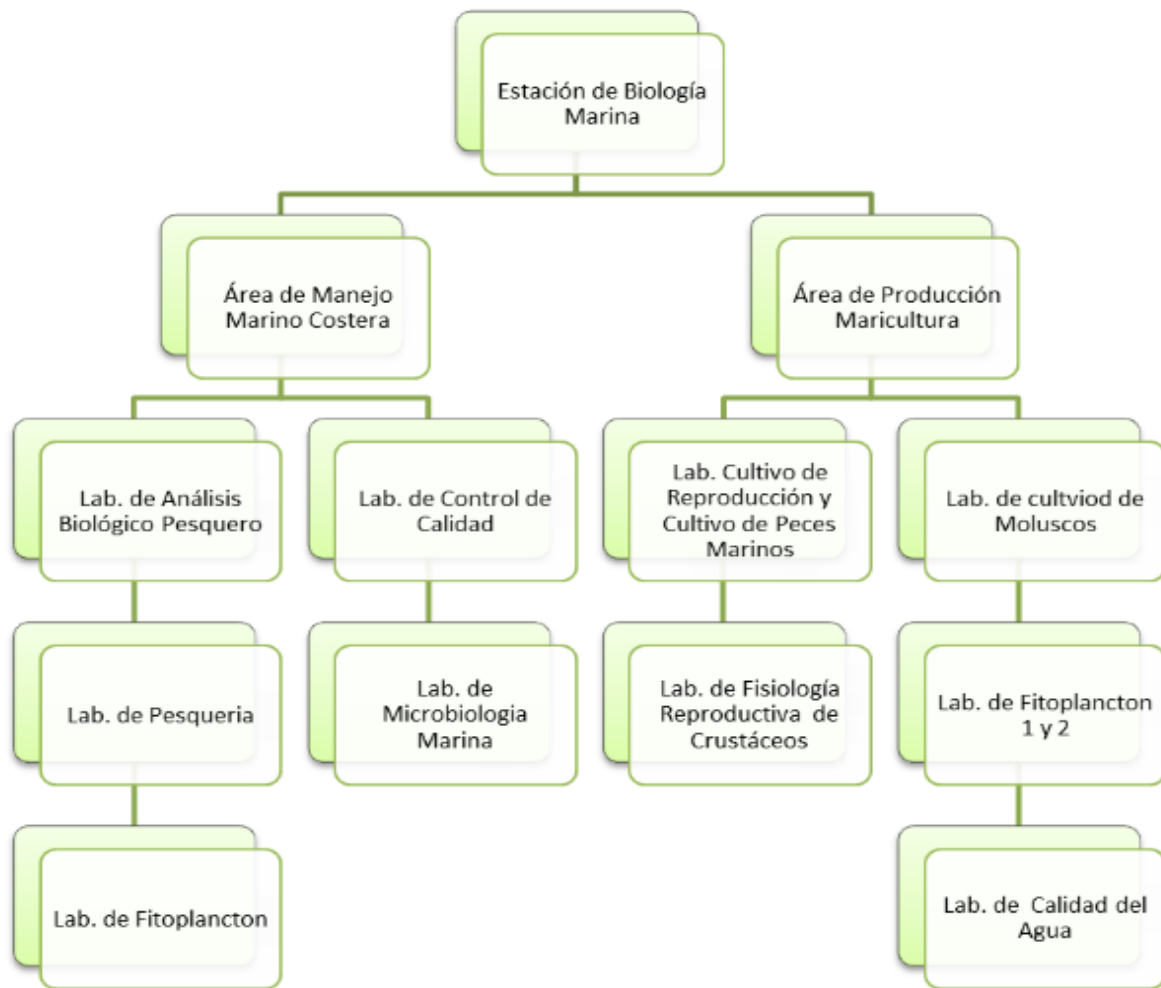 Estación de Biología
Marina
Área de Manejo
Marino Costera
Área de Producción
Maricultura
Lab. de Análisis
Biológico Pesquero
Lab. de Control de
Calidad
Lab. Cultivo de
Reproducción y
Cultivo de Peces
Marinos
Lab. de cultviod de
Moluscos
Lab. de Pesqueria
Lab. de
Microbiologia
Marina
Lab. de Fisiología
Reproductiva de
Crustáceos
Lab. de Fitoplancton
1 y 2
Lab. de Fitoplancton
Lab. de Calidad del
Agua